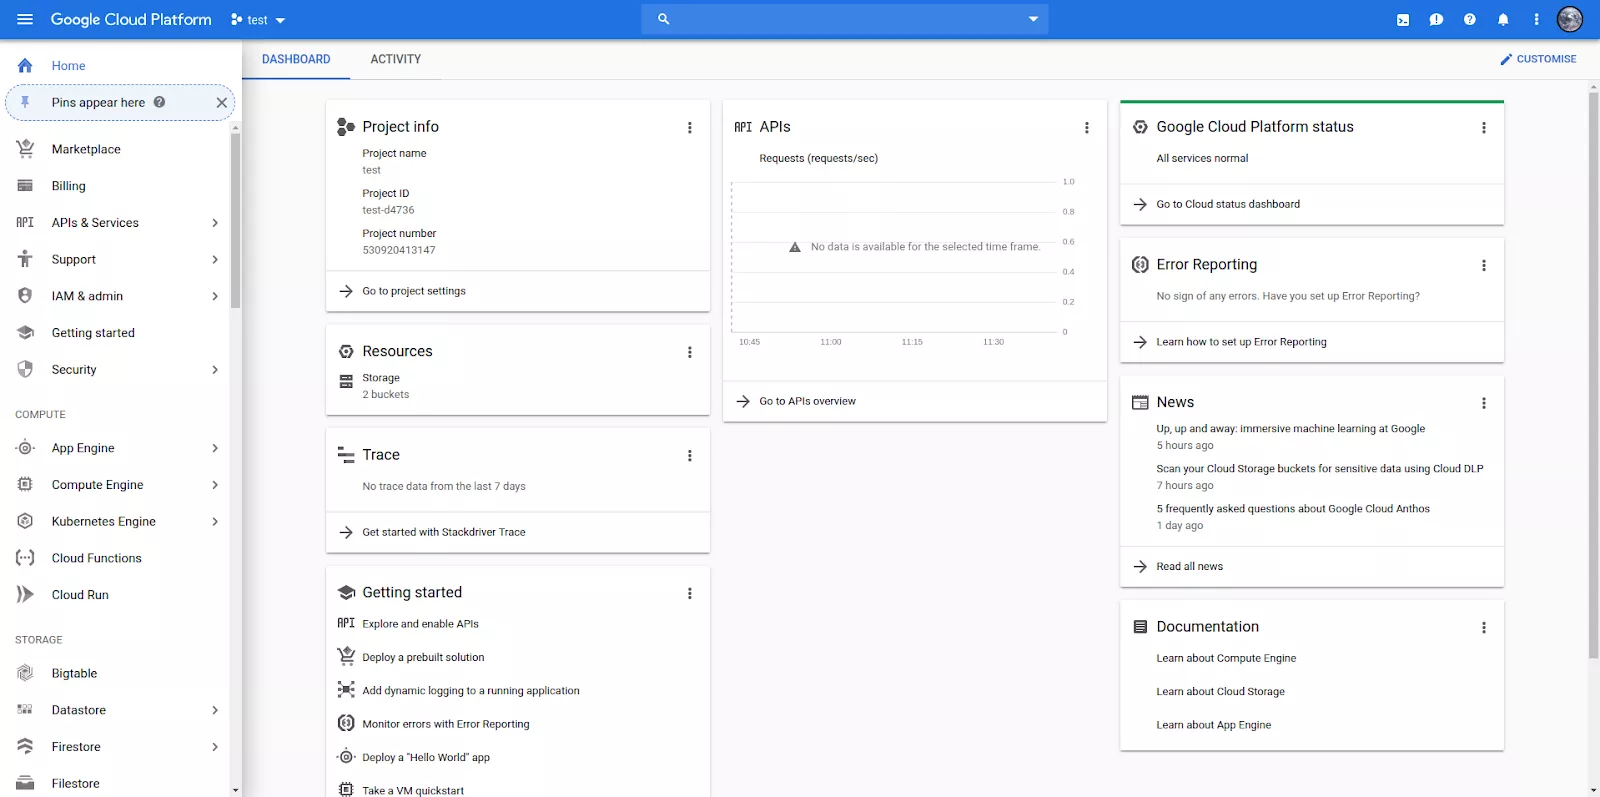 Google Cloud Platform
test
Home
Pins appear here
Marketplace
Billing
API APIs & Services
Support
IAM & admin
Getting started
Security
COMPUTE
App Engine
Compute Engine
Kubernetes Engine
Cloud Functions
Cloud Run
STORAGE
Bigtable
Datastore
Firestore
Filestore
DASHBOARD
ACTIVITY
CUSTOMISE
Project info
Project name
test
Project ID
test-d4736
Project number
530920413147
Go to project settings
Resources
Storage
2 buckets
Trace
No trace data from the last 7 days
Get started with Stackdriver Trace
Getting started
API Explore and enable APIs
Deploy a prebuilt solution
Add dynamic logging to a running application
Monitor errors with Error Reporting
Deploy a "Hello World" app
Take a VM quickstart
API APIs
Requests (requests/sec)
1.0
0.8
0.6
0.4
0.2
0
No data is available for the selected time frame.
10:45 11:00 11:15 11:30
Go to APIs overview
Google Cloud Platform status
All services normal
Go to Cloud status dashboard
Error Reporting
No sign of any errors. Have you set up Error Reporting?
Learn how to set up Error Reporting
News
Up, up and away: immersive machine learning at Google
5 hours ago
Scan your Cloud Storage buckets for sensitive data using Cloud DLP
7 hours ago
5 frequently asked questions about Google Cloud Anthos
1 day ago
Read all news
Documentation
Learn about Compute Engine
Learn about Cloud Storage
Learn about App Engine